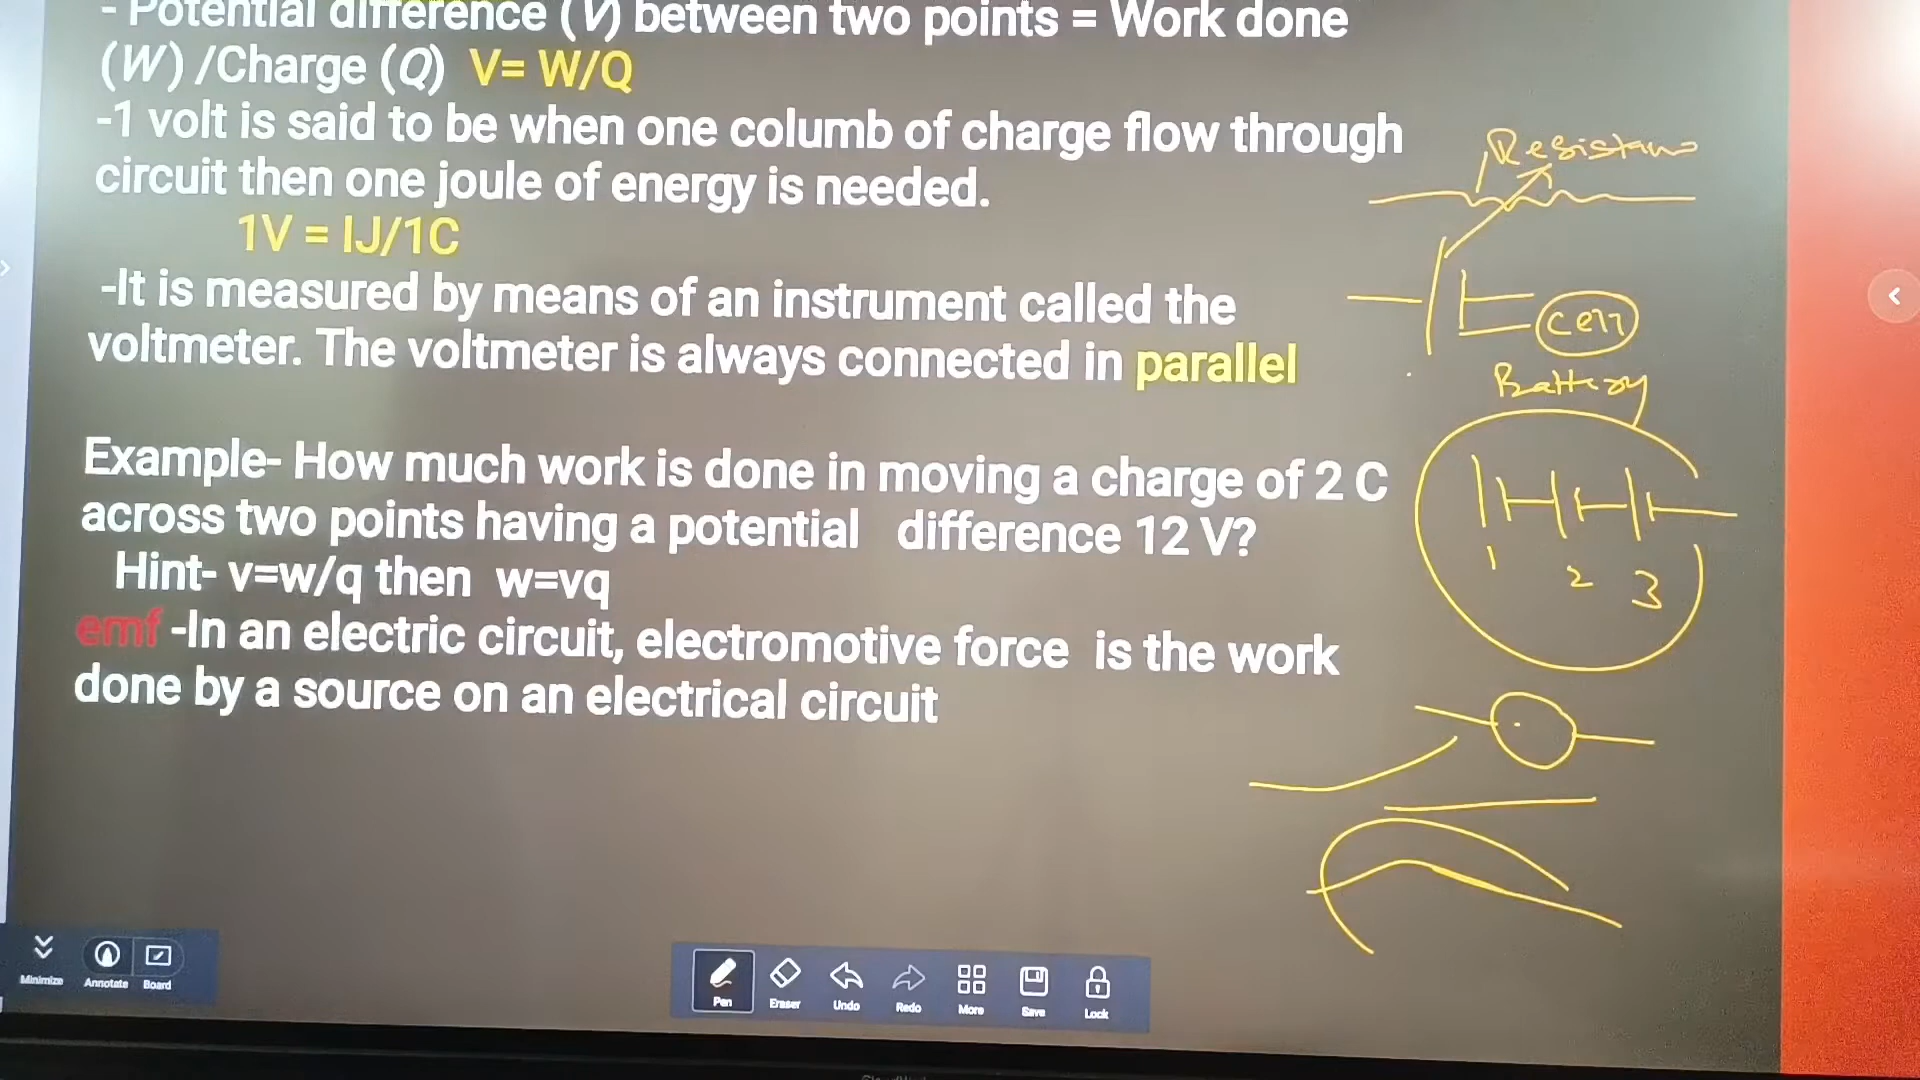 - Potential difference (V) between two points = Work done
(W) /Charge (Q) V= W/Q
-1 volt is said to be when one columb of charge flow through
circuit then one joule of energy is needed.
1V = IJ/1C
-It is measured by means of an instrument called the
voltmeter. The voltmeter is always connected in parallel
Example- How much work is done in moving a charge of 2 C
across two points having a potential difference 12 V?
Hint- v=w/q then w=vq
emf -In an electric circuit, electromotive force is the work
done by a source on an electrical circuit
cell
Battery
1 2 3
Minimize Annotate Board
Pen Eraser Undo Redo More Save Lock